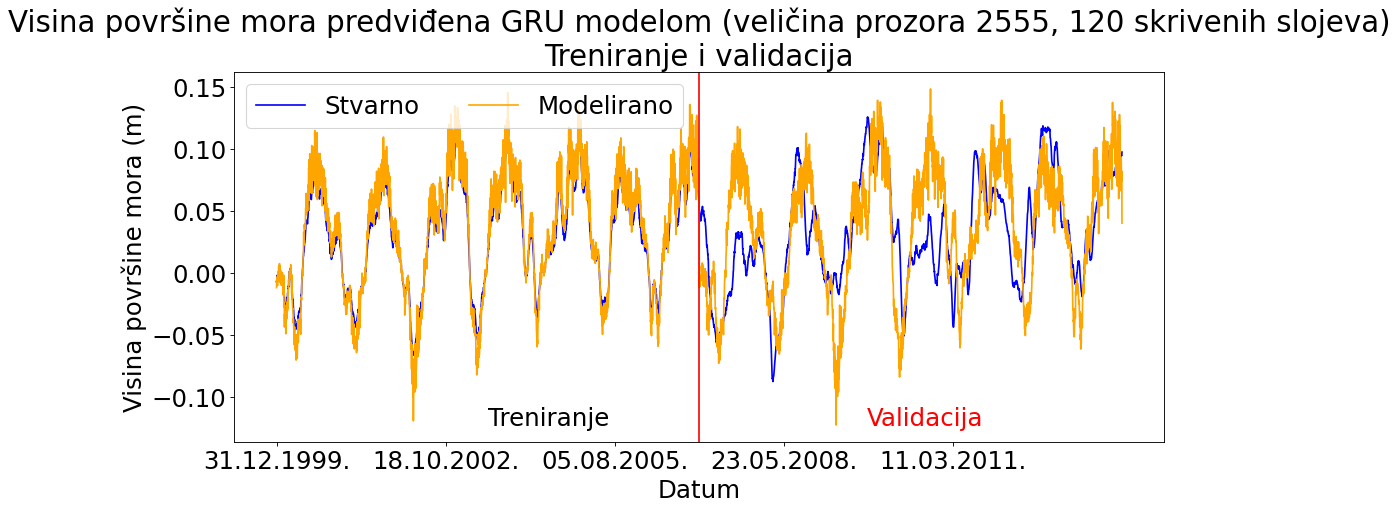 Visina površine mora predviđena GRU modelom (veličina prozora 2555, 120 skrivenih slojeva)
Treniranje i validacija
Stvarno
Modelirano
Visina površine mora (m)
0.15
0.10
0.05
0.00
−0.05
−0.10
Treniranje
Validacija
31.12.1999.
18.10.2002.
05.08.2005.
23.05.2008.
11.03.2011.
Datum